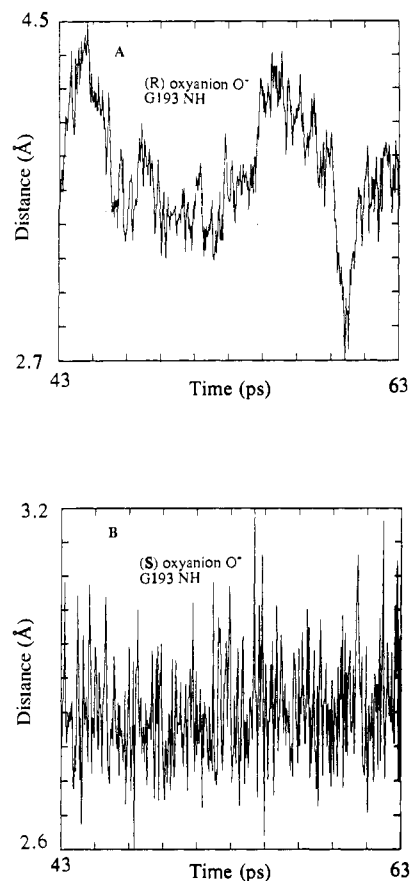 4.5
A
(R) oxyanion O⁻
G193 NH
Distance (Å)
2.7
43
Time (ps)
63
3.2
B
(S) oxyanion O⁻
G193 NH
Distance (Å)
2.6
43
Time (ps)
63